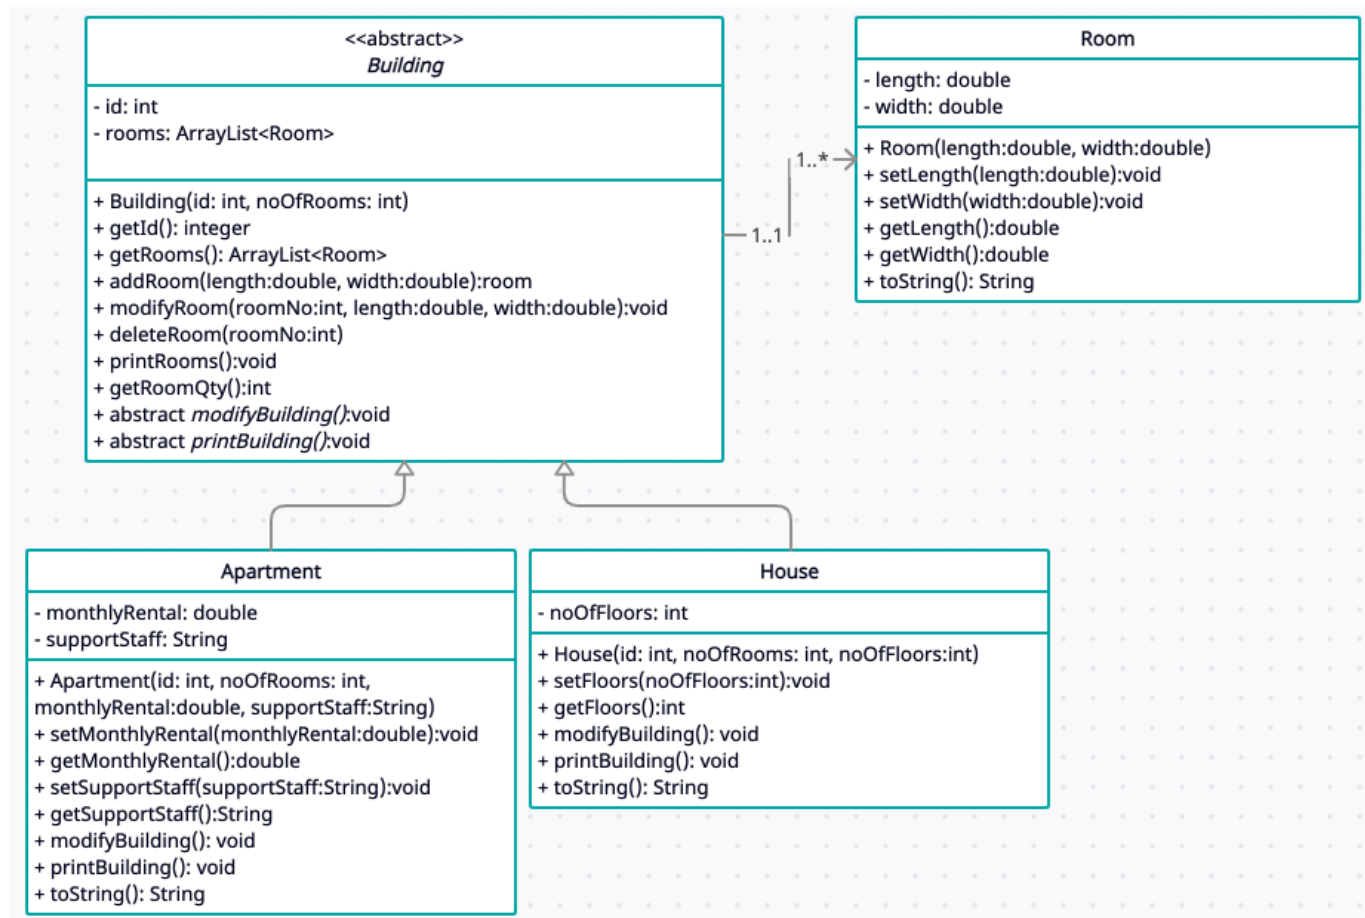 <<abstract>>
Building
- id: int
- rooms: ArrayList<Room>
+ Building(id: int, noOfRooms: int)
+ getId(): integer
+ getRooms(): ArrayList<Room>
+ addRoom(length:double, width:double):room
+ modifyRoom(roomNo:int, length:double, width:double):void
+ deleteRoom(roomNo:int)
+ printRooms():void
+ getRoomQty():int
+ abstract modifyBuilding():void
+ abstract printBuilding():void
1..1
1..*
Room
- length: double
- width: double
+ Room(length:double, width:double)
+ setLength(length:double):void
+ setWidth(width:double):void
+ getLength():double
+ getWidth():double
+ toString(): String
Apartment
- monthlyRental: double
- supportStaff: String
+ Apartment(id: int, noOfRooms: int,
monthlyRental:double, supportStaff:String)
+ setMonthlyRental(monthlyRental:double):void
+ getMonthlyRental():double
+ setSupportStaff(supportStaff:String):void
+ getSupportStaff():String
+ modifyBuilding(): void
+ printBuilding(): void
+ toString(): String
House
- noOfFloors: int
+ House(id: int, noOfRooms: int, noOfFloors:int)
+ setFloors(noOfFloors:int):void
+ getFloors():int
+ modifyBuilding(): void
+ printBuilding(): void
+ toString(): String